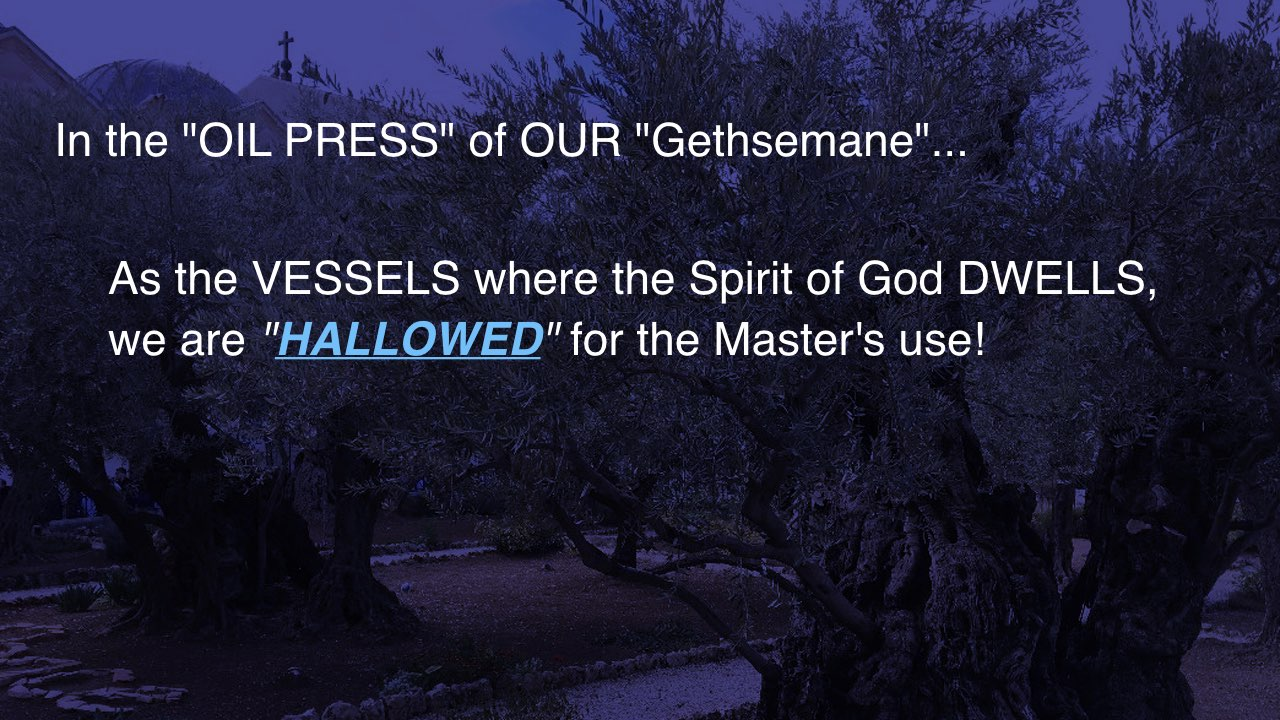 In the "OIL PRESS" of OUR "Gethsemane"...
As the VESSELS where the Spirit of God DWELLS,
we are "HALLOWED" for the Master's use!